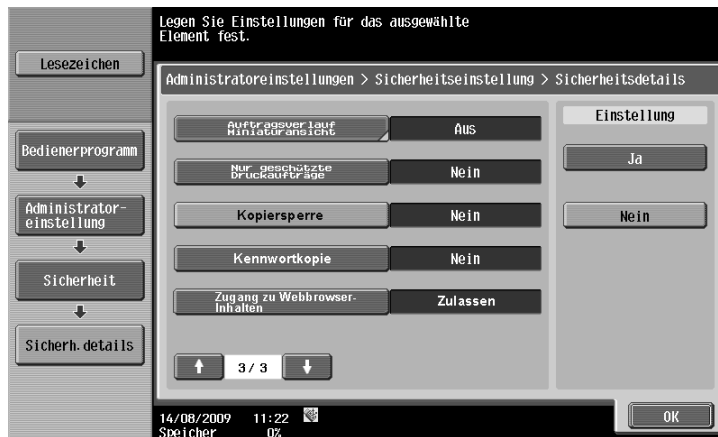 Legen Sie Einstellungen für das ausgewählte
Element fest.
Lesezeichen
Administratoreinstellungen > Sicherheitseinstellung > Sicherheitsdetails
Bedienerprogramm
Administrator-
einstellung
Sicherheit
Sicherh.details
Auftragsverlauf
Miniaturansicht
Aus
Nur geschützte
Druckaufträge
Nein
Kopiersperre
Nein
Kennwortkopie
Nein
Zugang zu Webbrowser-
Inhalten
Zulassen
3/ 3
Einstellung
Ja
Nein
14/08/2009 11:22
Speicher 0%
OK